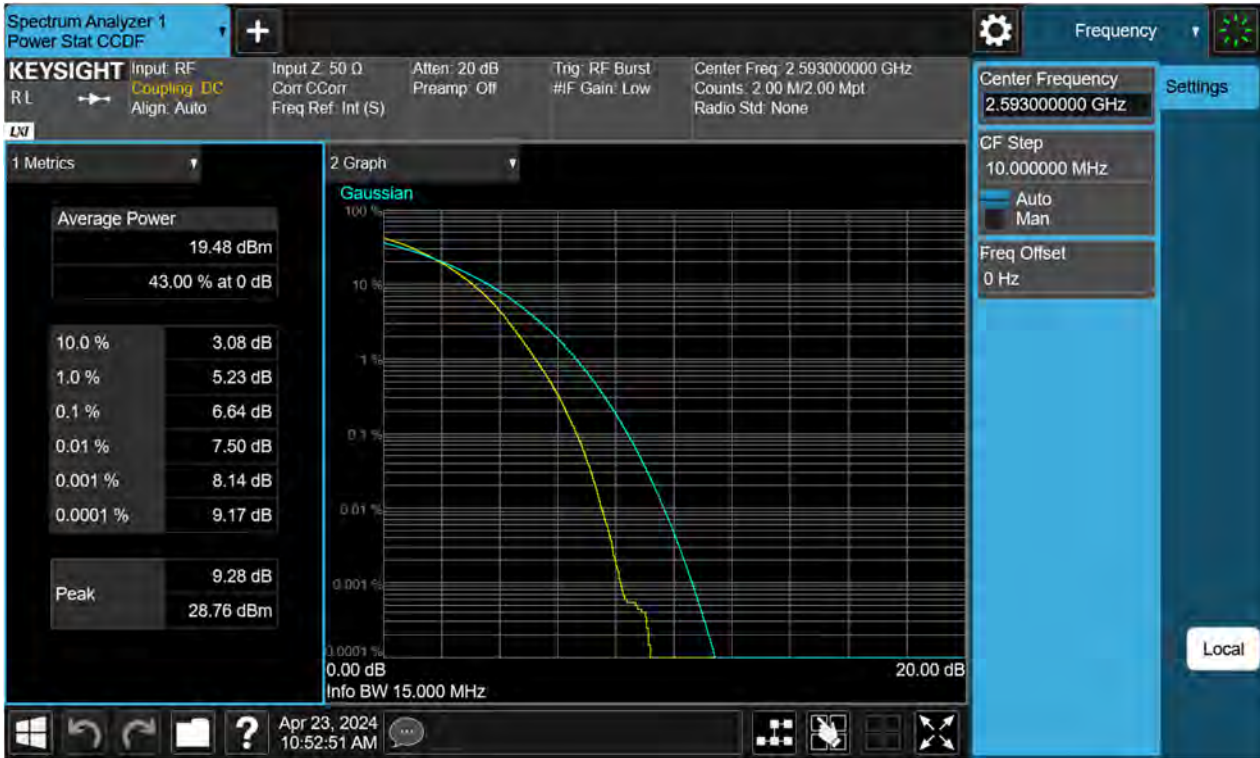 Spectrum Analyzer 1
Power Stat CCDF
+
Frequency
KEYSIGHT
R L
LXI
Input: RF
Coupling: DC
Align: Auto
Input Z: 50 Ω
Corr CCorr
Freq Ref: Int (S)
Atten: 20 dB
Preamp: Off
Trig: RF Burst
#IF Gain: Low
Center Freq: 2.593000000 GHz
Counts: 2.00 M/2.00 Mpt
Radio Std: None
1 Metrics
Average Power
19.48 dBm
43.00 % at 0 dB
10.0 % 3.08 dB
1.0 % 5.23 dB
0.1 % 6.64 dB
0.01 % 7.50 dB
0.001 % 8.14 dB
0.0001 % 9.17 dB
Peak
9.28 dB
28.76 dBm
2 Graph
Gaussian
100 %
10 %
1 %
0.1 %
0.01 %
0.001 %
0.0001 %
0.00 dB 20.00 dB
Info BW 15.000 MHz
Center Frequency
2.593000000 GHz
Settings
CF Step
10.000000 MHz
Auto
Man
Freq Offset
0 Hz
Local
?
Apr 23, 2024
10:52:51 AM